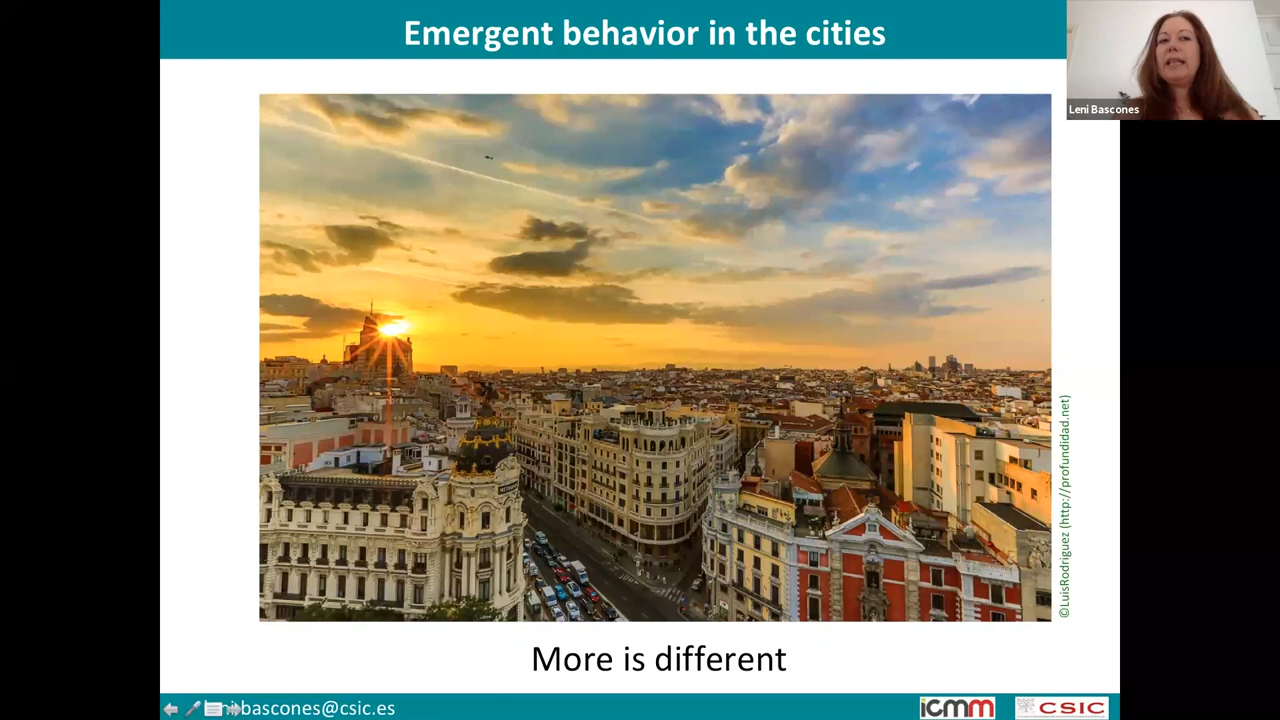 Emergent behavior in the cities
Leni Bascones
©LuisRodriguez (http://profundidad.net)
More is different
leni.bascones@csic.es
icmm
CSIC